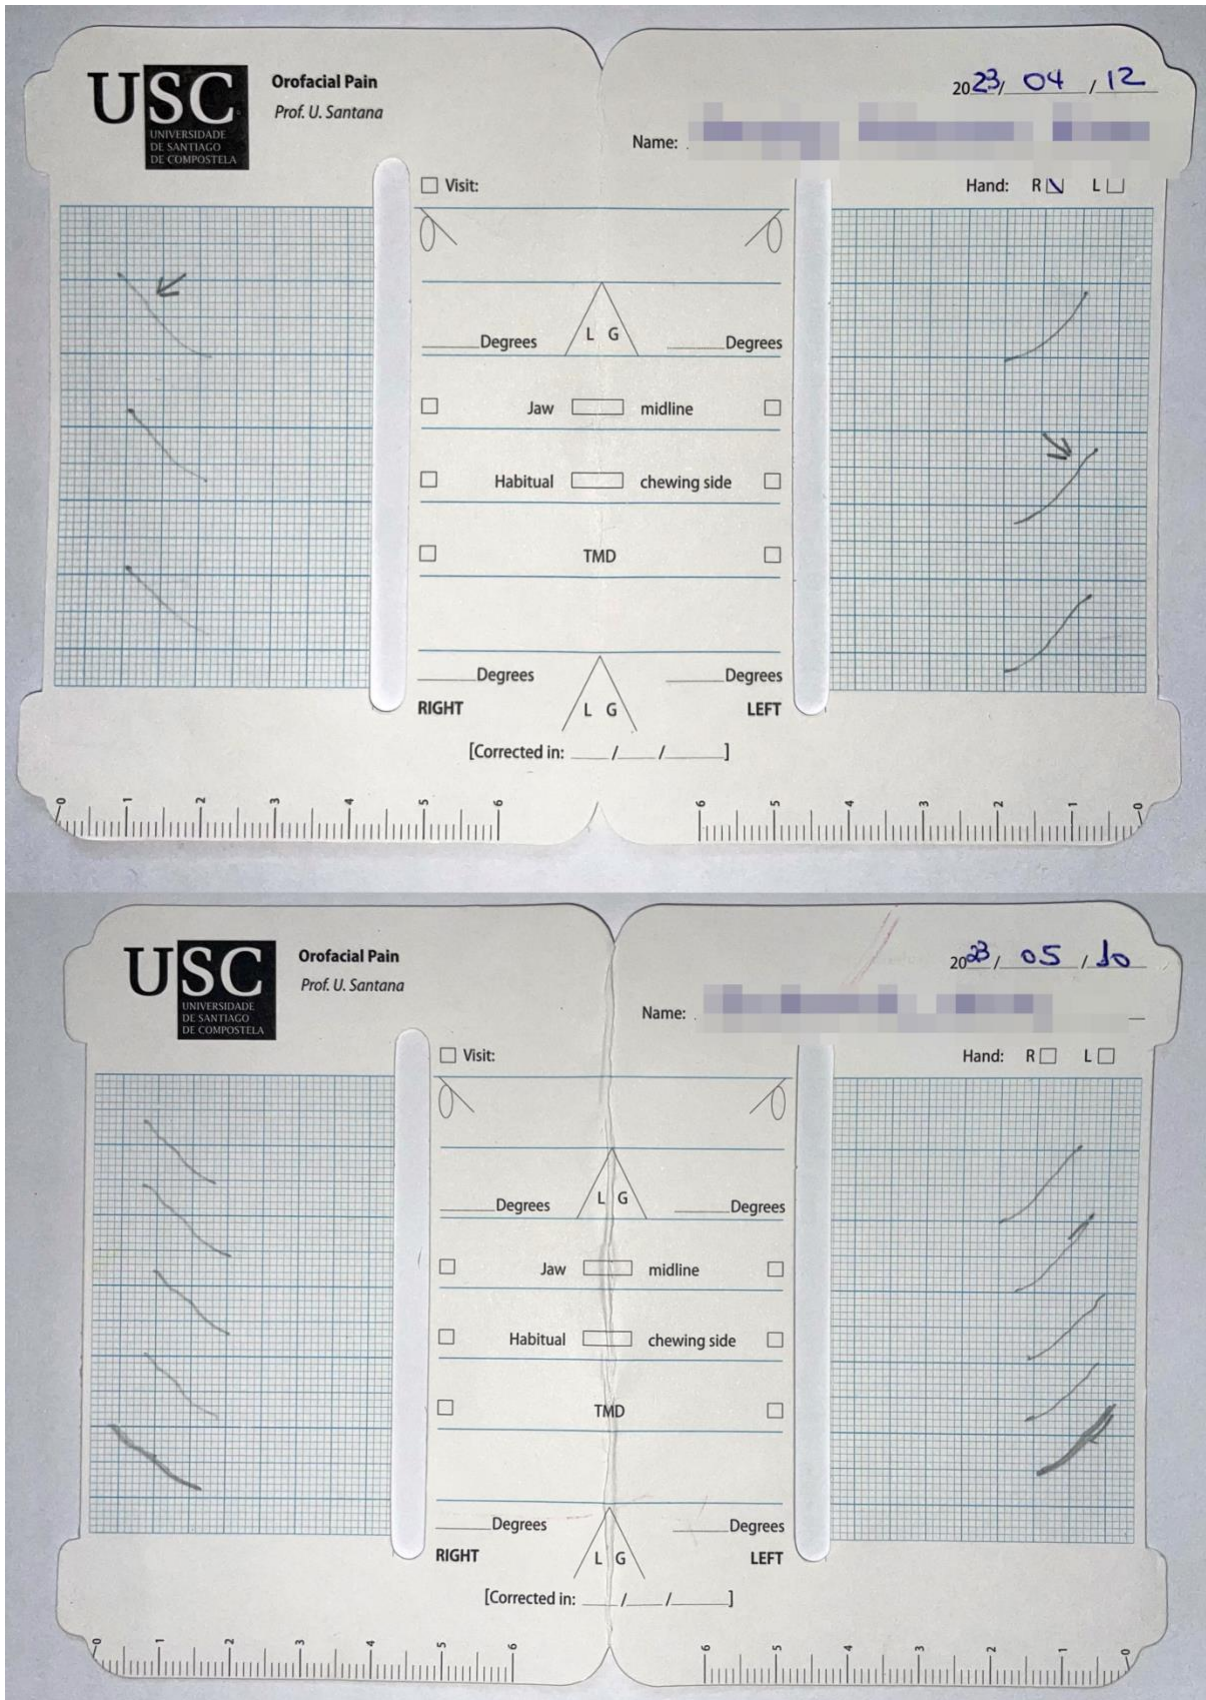 USC
UNIVERSIDADE
DE SANTIAGO
DE COMPOSTELA
Orofacial Pain
Prof. U. Santana
2023/ 04 / 12
Name:
Visit:
Hand: R L
L G
Degrees Degrees
Jaw midline
Habitual chewing side
TMD
Degrees Degrees
RIGHT L G LEFT
[Corrected in: / / ]
0 1 2 3 4 5 6 6 5 4 3 2 1 0
USC
UNIVERSIDADE
DE SANTIAGO
DE COMPOSTELA
Orofacial Pain
Prof. U. Santana
2023/ 05 / 10
Name:
Visit:
Hand: R L
L G
Degrees Degrees
Jaw midline
Habitual chewing side
TMD
Degrees Degrees
RIGHT L G LEFT
[Corrected in: / / ]
0 1 2 3 4 5 6 6 5 4 3 2 1 0